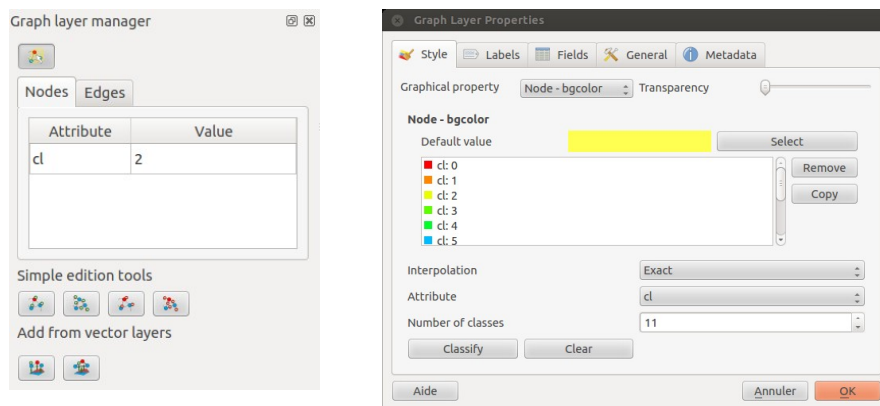 Graph layer manager
Nodes Edges
Attribute Value
cl 2
Simple edition tools
Add from vector layers
Graph Layer Properties
Style Labels Fields General Metadata
Graphical property Node - bgcolor Transparency
Node - bgcolor
Default value Select
cl: 0
cl: 1
cl: 2
cl: 3
cl: 4
cl: 5
Remove
Copy
Interpolation Exact
Attribute cl
Number of classes 11
Classify Clear
Aide Annuler OK